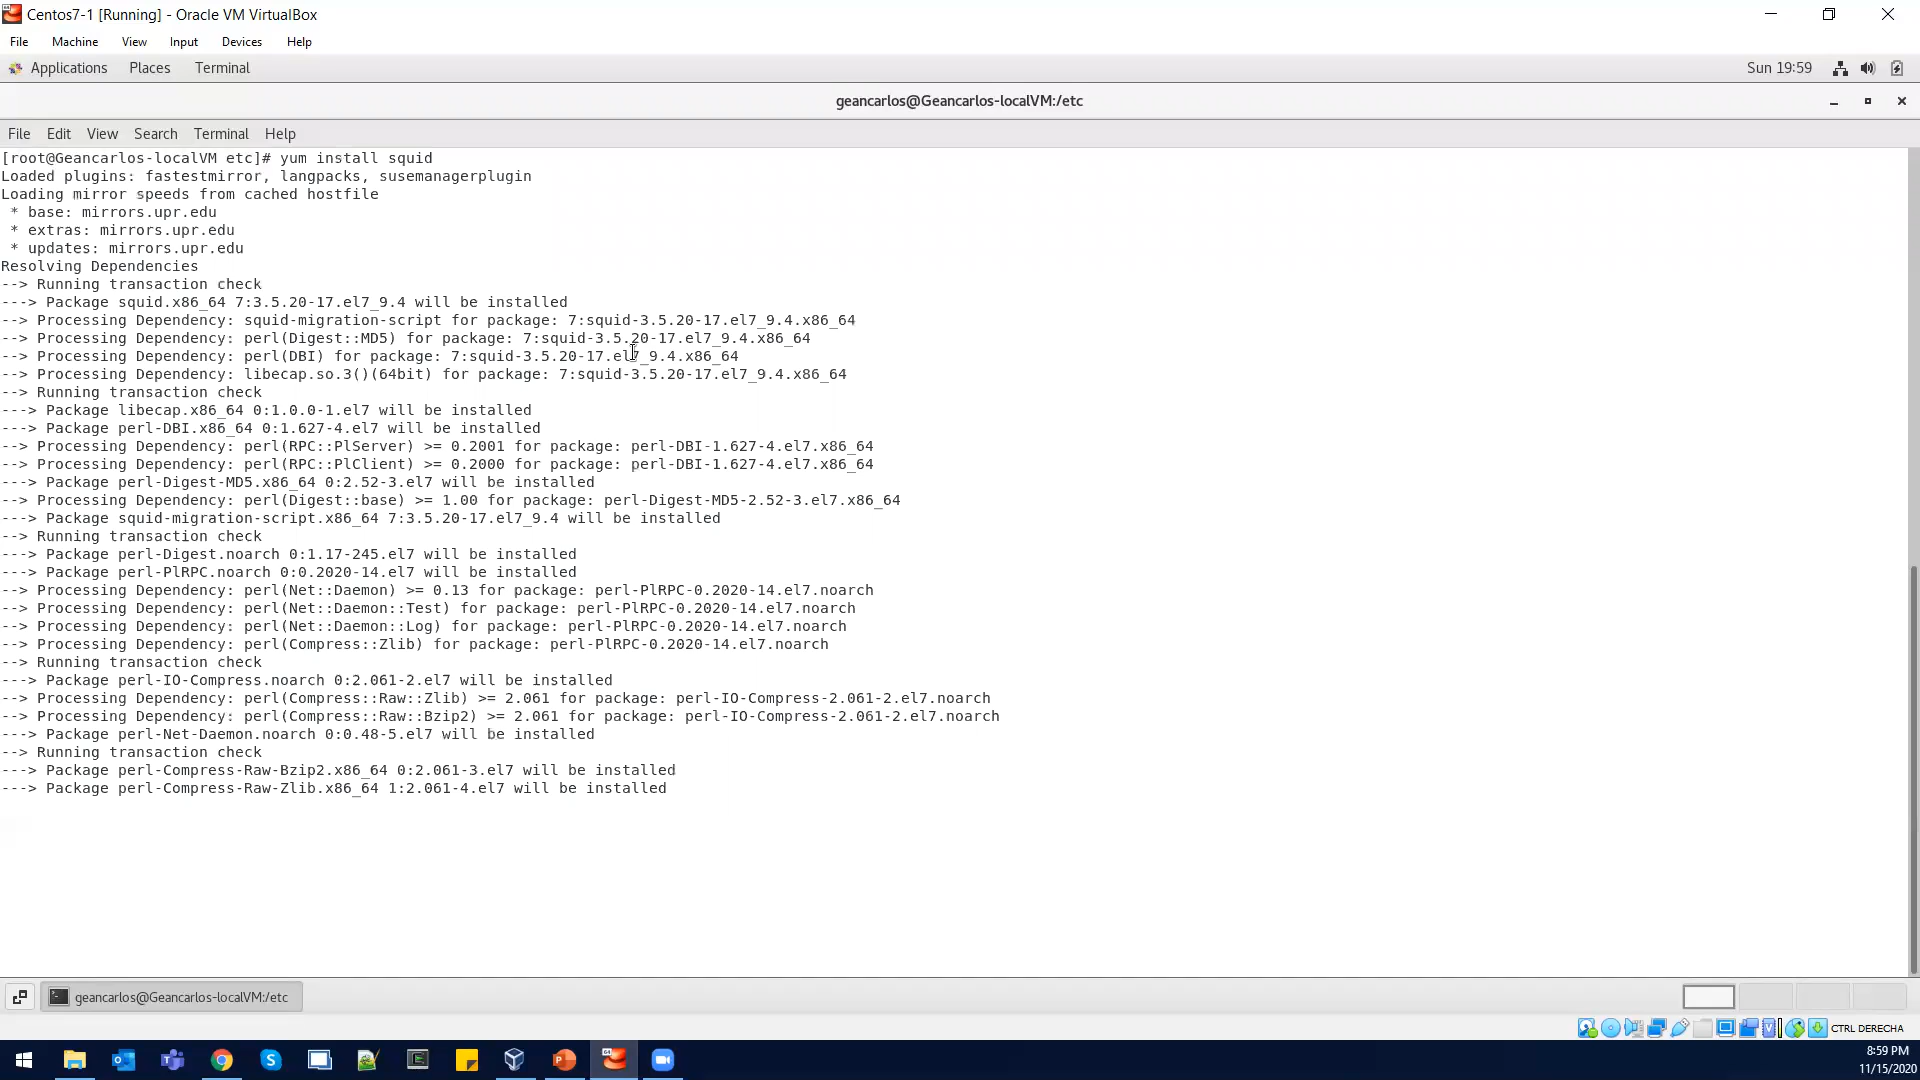 Centos7-1 [Running] - Oracle VM VirtualBox
File Machine View Input Devices Help
Applications Places Terminal Sun 19:59
geancarlos@Geancarlos-localVM:/etc
File Edit View Search Terminal Help
[root@Geancarlos-localVM etc]# yum install squid
Loaded plugins: fastestmirror, langpacks, susemanagerplugin
Loading mirror speeds from cached hostfile
 * base: mirrors.upr.edu
 * extras: mirrors.upr.edu
 * updates: mirrors.upr.edu
Resolving Dependencies
--> Running transaction check
---> Package squid.x86_64 7:3.5.20-17.el7_9.4 will be installed
--> Processing Dependency: squid-migration-script for package: 7:squid-3.5.20-17.el7_9.4.x86_64
--> Processing Dependency: perl(Digest::MD5) for package: 7:squid-3.5.20-17.el7_9.4.x86_64
--> Processing Dependency: perl(DBI) for package: 7:squid-3.5.20-17.el7_9.4.x86_64
--> Processing Dependency: libecap.so.3()(64bit) for package: 7:squid-3.5.20-17.el7_9.4.x86_64
--> Running transaction check
---> Package libecap.x86_64 0:1.0.0-1.el7 will be installed
---> Package perl-DBI.x86_64 0:1.627-4.el7 will be installed
--> Processing Dependency: perl(RPC::PlServer) >= 0.2001 for package: perl-DBI-1.627-4.el7.x86_64
--> Processing Dependency: perl(RPC::PlClient) >= 0.2000 for package: perl-DBI-1.627-4.el7.x86_64
---> Package perl-Digest-MD5.x86_64 0:2.52-3.el7 will be installed
--> Processing Dependency: perl(Digest::base) >= 1.00 for package: perl-Digest-MD5-2.52-3.el7.x86_64
---> Package squid-migration-script.x86_64 7:3.5.20-17.el7_9.4 will be installed
--> Running transaction check
---> Package perl-Digest.noarch 0:1.17-245.el7 will be installed
---> Package perl-PlRPC.noarch 0:0.2020-14.el7 will be installed
--> Processing Dependency: perl(Net::Daemon) >= 0.13 for package: perl-PlRPC-0.2020-14.el7.noarch
--> Processing Dependency: perl(Net::Daemon::Test) for package: perl-PlRPC-0.2020-14.el7.noarch
--> Processing Dependency: perl(Net::Daemon::Log) for package: perl-PlRPC-0.2020-14.el7.noarch
--> Processing Dependency: perl(Compress::Zlib) for package: perl-PlRPC-0.2020-14.el7.noarch
--> Running transaction check
---> Package perl-IO-Compress.noarch 0:2.061-2.el7 will be installed
--> Processing Dependency: perl(Compress::Raw::Zlib) >= 2.061 for package: perl-IO-Compress-2.061-2.el7.noarch
--> Processing Dependency: perl(Compress::Raw::Bzip2) >= 2.061 for package: perl-IO-Compress-2.061-2.el7.noarch
---> Package perl-Net-Daemon.noarch 0:0.48-5.el7 will be installed
--> Running transaction check
---> Package perl-Compress-Raw-Bzip2.x86_64 0:2.061-3.el7 will be installed
---> Package perl-Compress-Raw-Zlib.x86_64 1:2.061-4.el7 will be installed
geancarlos@Geancarlos-localVM:/etc
CTRL DERECHA
8:59 PM
11/15/2020